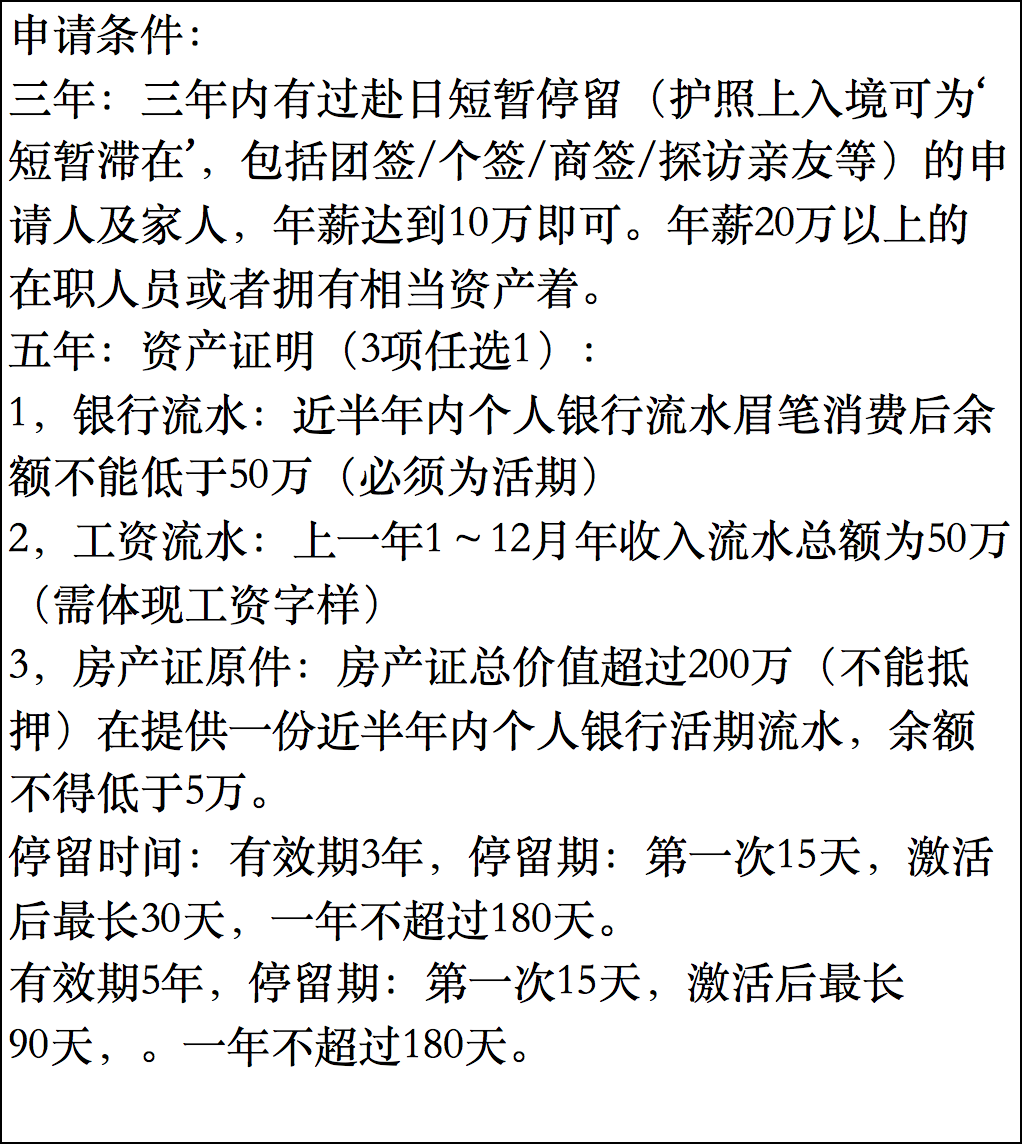 申请条件：
三年：三年内有过赴日短暂停留（护照上入境可为‘
短暂滞在’，包括团签/个签/商签/探访亲友等）的申
请人及家人，年薪达到10万即可。年薪20万以上的
在职人员或者拥有相当资产着。
五年：资产证明（3项任选1）：
1，银行流水：近半年内个人银行流水眉笔消费后余
额不能低于50万（必须为活期）
2，工资流水：上一年1～12月年收入流水总额为50万
（需体现工资字样）
3，房产证原件：房产证总价值超过200万（不能抵
押）在提供一份近半年内个人银行活期流水，余额
不得低于5万。
停留时间：有效期3年，停留期：第一次15天，激活
后最长30天，一年不超过180天。
有效期5年，停留期：第一次15天，激活后最长
90天，。一年不超过180天。